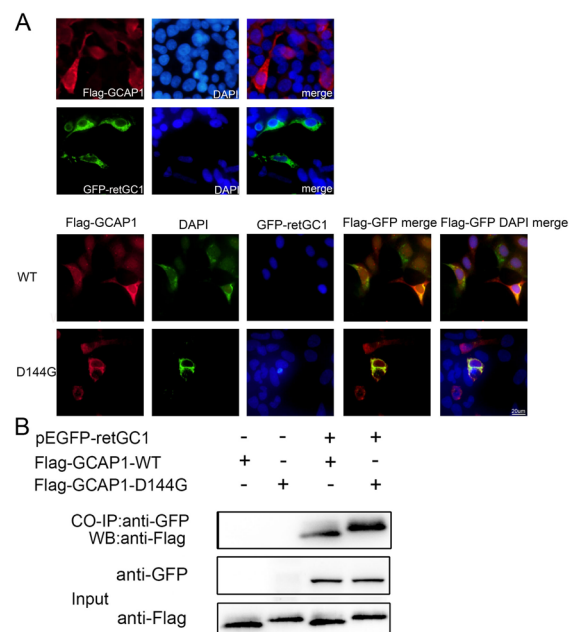 A
Flag-GCAP1 DAPI merge
GFP-retGC1 DAPI merge
Flag-GCAP1 DAPI GFP-retGC1 Flag-GFP merge Flag-GFP DAPI merge
WT
D144G
20um
B
pEGFP-retGC1 - - + +
Flag-GCAP1-WT + - + -
Flag-GCAP1-D144G - + - +
CO-IP:anti-GFP
WB:anti-Flag
anti-GFP
Input
anti-Flag